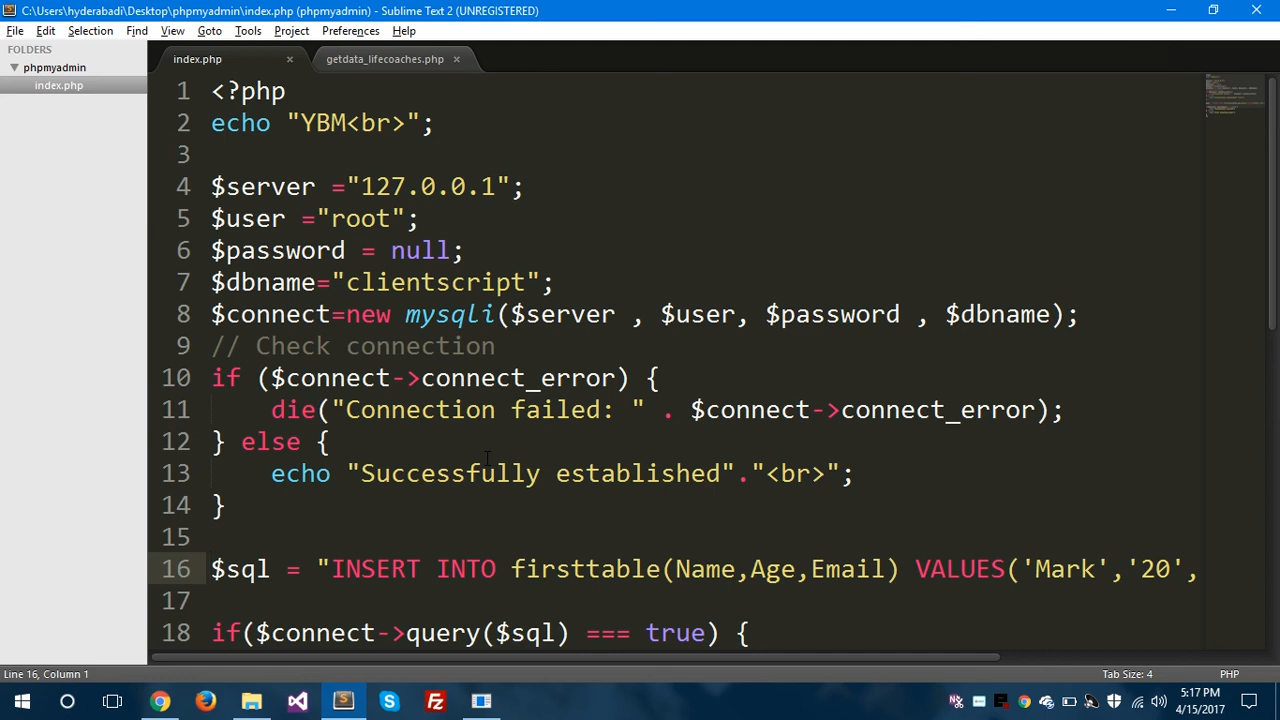 C:\Users\hyderabadi\Desktop\phpmyadmin\index.php (phpmyadmin) - Sublime Text 2 (UNREGISTERED)
File Edit Selection Find View Goto Tools Project Preferences Help
FOLDERS
phpmyadmin
index.php
index.php getdata_lifecoaches.php
1 <?php
2 echo "YBM<br>";
3
4 $server ="127.0.0.1";
5 $user ="root";
6 $password = null;
7 $dbname="clientscript";
8 $connect=new mysqli($server , $user, $password , $dbname);
9 // Check connection
10 if ($connect->connect_error) {
11 die("Connection failed: " . $connect->connect_error);
12 } else {
13 echo "Successfully established"."<br>";
14 }
15
16 $sql = "INSERT INTO firsttable(Name,Age,Email) VALUES('Mark','20',
17
18 if($connect->query($sql) === true) {
Line 16, Column 1 Tab Size: 4 PHP
5:17 PM
4/15/2017